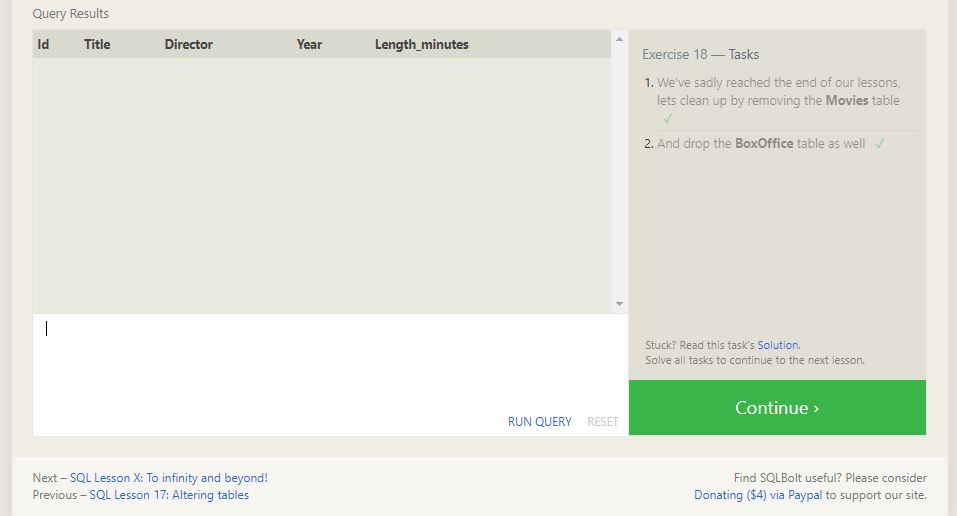 Query Results
Id Title Director Year Length_minutes
Exercise 18 — Tasks
1. We've sadly reached the end of our lessons,
lets clean up by removing the Movies table
✓
2. And drop the BoxOffice table as well ✓
Stuck? Read this task's Solution.
Solve all tasks to continue to the next lesson.
RUN QUERY RESET
Continue ›
Next – SQL Lesson X: To infinity and beyond!
Previous – SQL Lesson 17: Altering tables
Find SQLBolt useful? Please consider
Donating ($4) via Paypal to support our site.